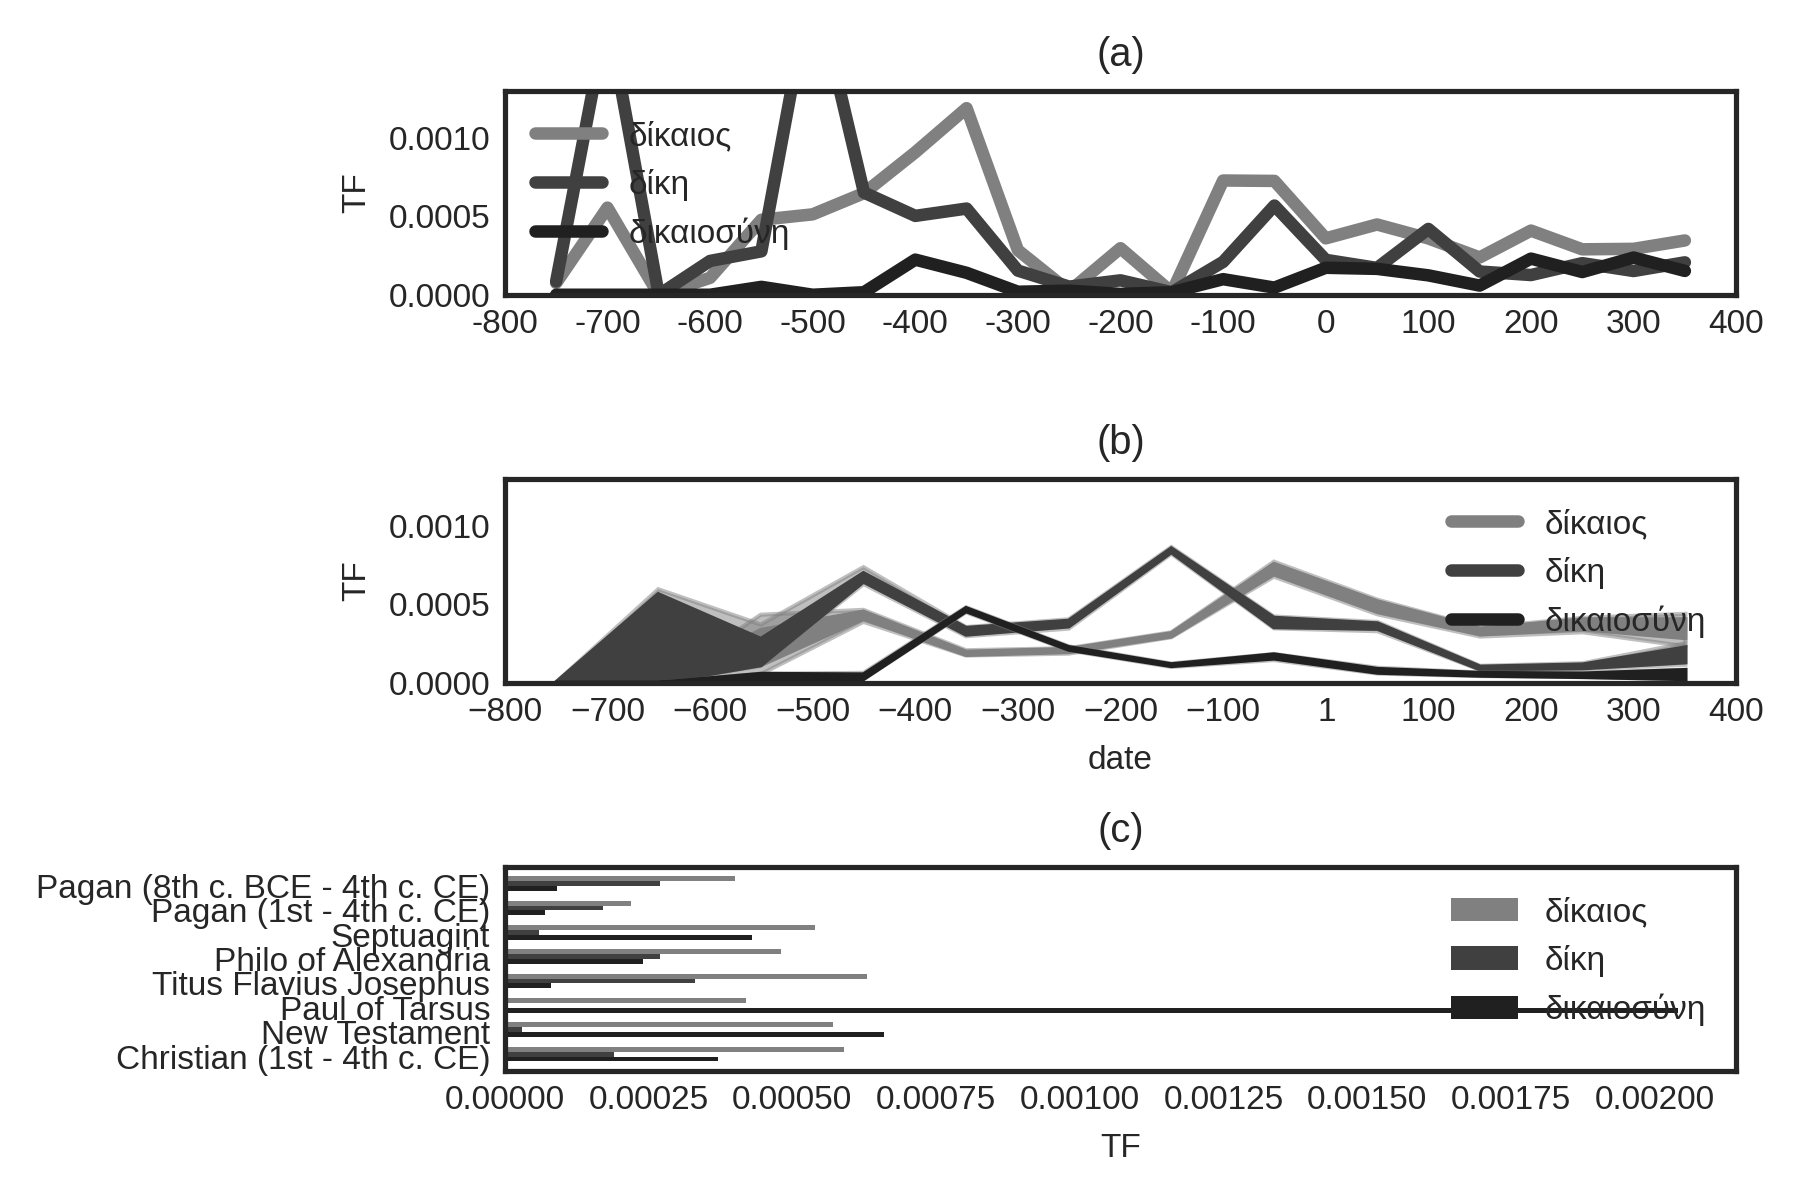 (a)
TF
0.0010
0.0005
0.0000
δίκαιος
δίκη
δικαιοσύνη
-800 -700 -600 -500 -400 -300 -200 -100 0 100 200 300 400
(b)
TF
0.0010
0.0005
0.0000
δίκαιος
δίκη
δικαιοσύνη
−800 −700 −600 −500 −400 −300 −200 −100 1 100 200 300 400
date
(c)
Pagan (8th c. BCE - 4th c. CE)
Pagan (1st - 4th c. CE)
Septuagint
Philo of Alexandria
Titus Flavius Josephus
Paul of Tarsus
New Testament
Christian (1st - 4th c. CE)
δίκαιος
δίκη
δικαιοσύνη
0.00000 0.00025 0.00050 0.00075 0.00100 0.00125 0.00150 0.00175 0.00200
TF